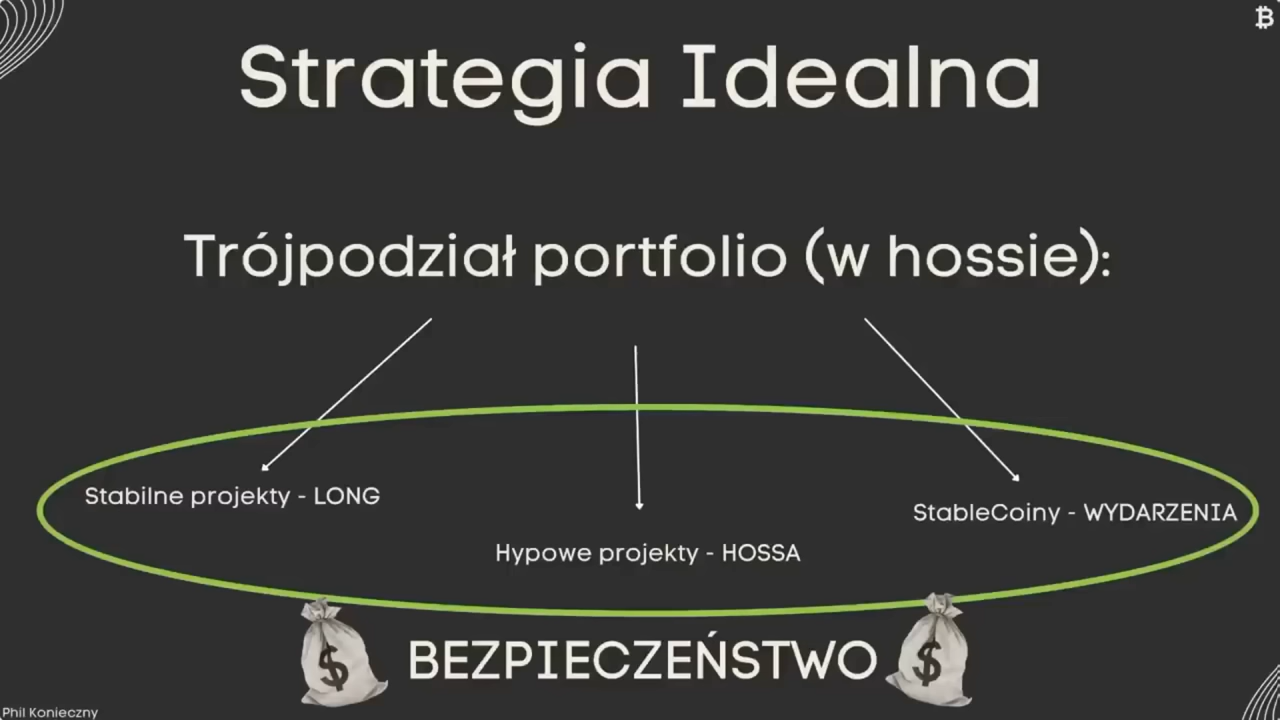 Strategia Idealna
Trójpodział portfolio (w hossie):
Stabilne projekty - LONG
StableCoiny - WYDARZENIA
Hypowe projekty - HOSSA
$ BEZPIECZEŃSTWO $
Phil Konieczny